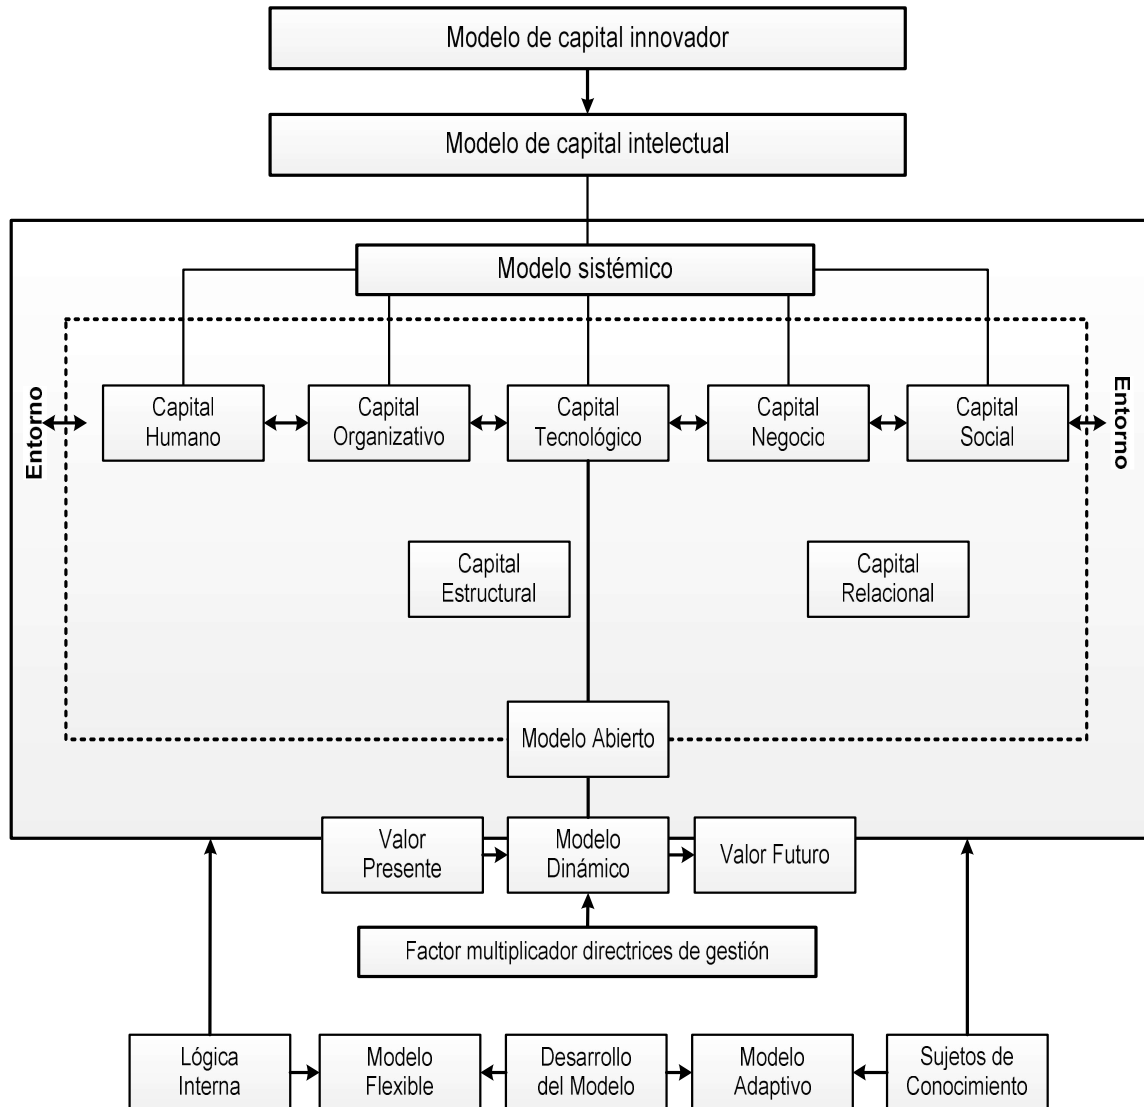 Modelo de capital innovador
Modelo de capital intelectual
Modelo sistémico
Entorno
Capital
Humano
Capital
Organizativo
Capital
Tecnológico
Capital
Negocio
Capital
Social
Entorno
Capital
Estructural
Capital
Relacional
Modelo Abierto
Valor
Presente
Modelo
Dinámico
Valor Futuro
Factor multiplicador directrices de gestión
Lógica
Interna
Modelo
Flexible
Desarrollo
del Modelo
Modelo
Adaptivo
Sujetos de
Conocimiento